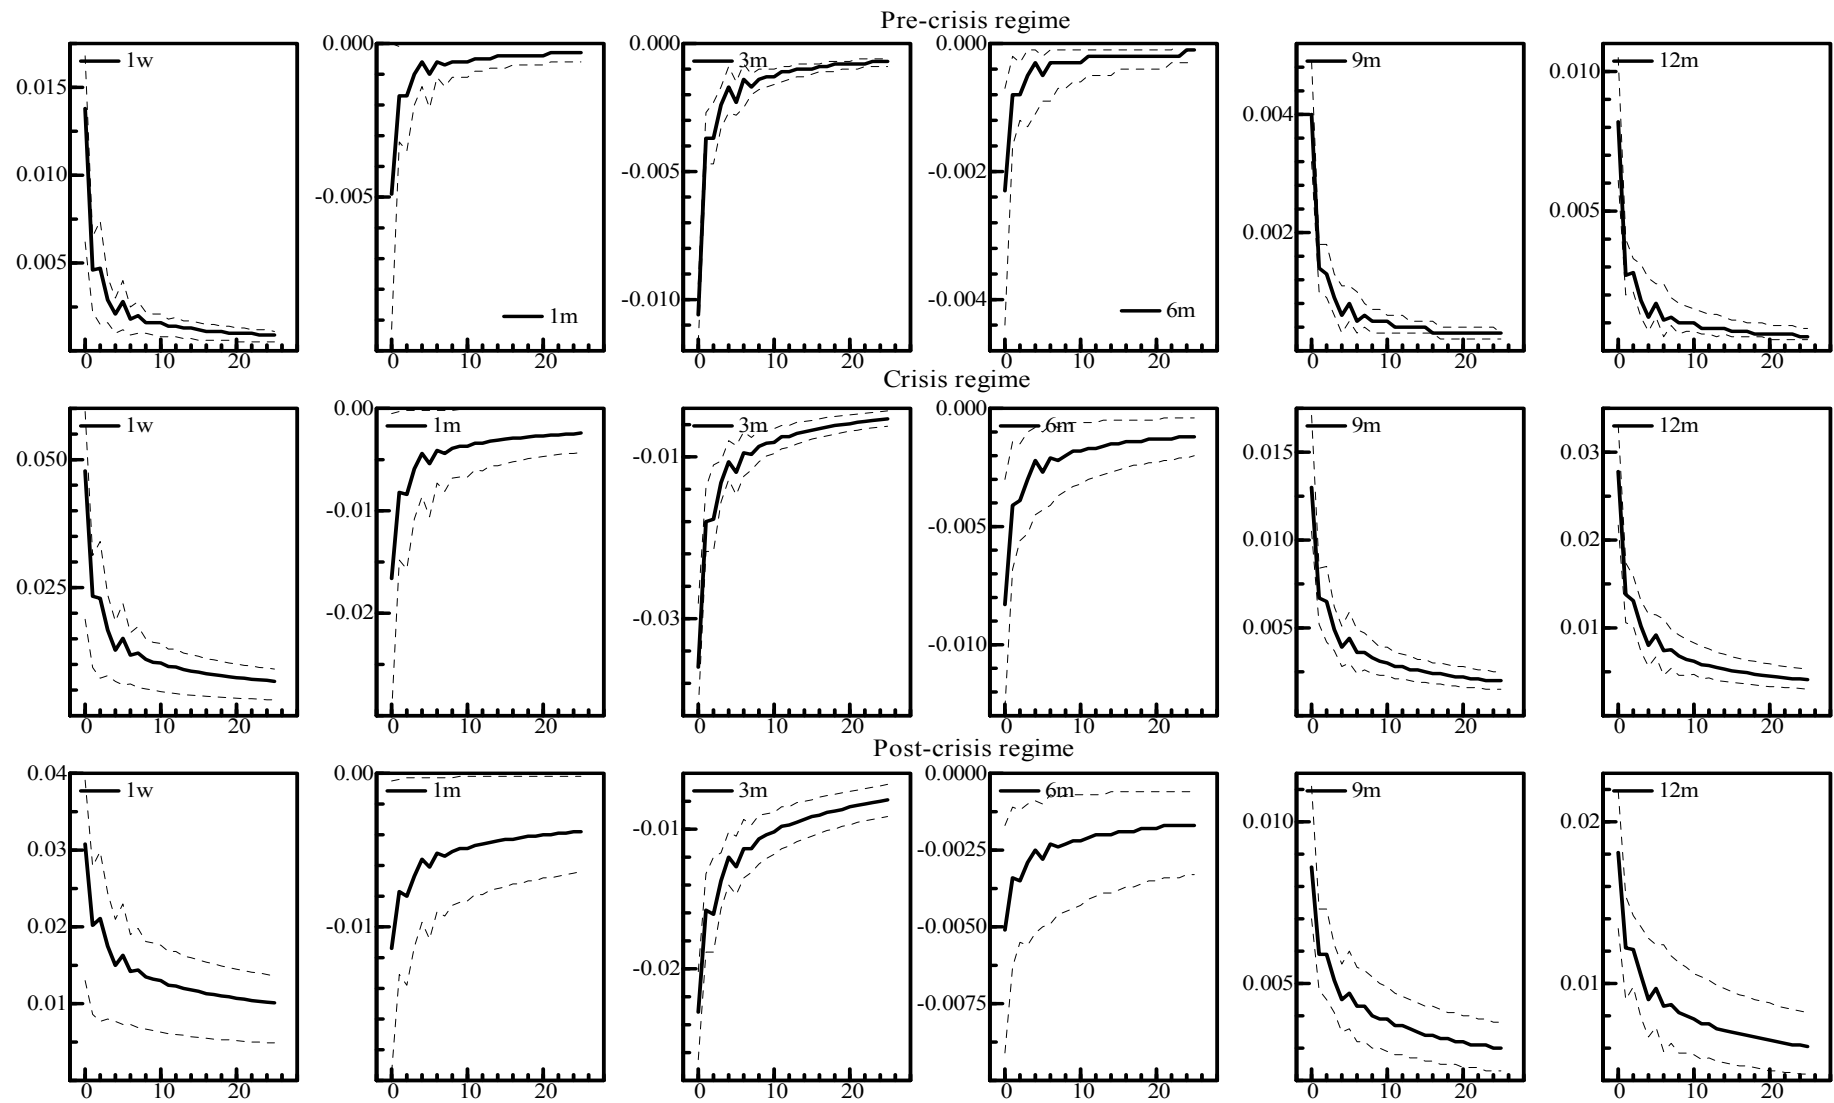 Pre-crisis regime
1w 1m 3m 6m 9m 12m
0.015 0.010 0.005
0.000 -0.005
0.000 -0.005 -0.010
0.000 -0.002 -0.004
0.004 0.002
0.010 0.005
0 10 20 0 10 20 0 10 20 0 10 20 0 10 20 0 10 20
Crisis regime
1w 1m 3m 6m 9m 12m
0.050 0.025
0.00 -0.01 -0.02
-0.01 -0.03
0.000 -0.005 -0.010
0.015 0.010 0.005
0.03 0.02 0.01
0 10 20 0 10 20 0 10 20 0 10 20 0 10 20 0 10 20
Post-crisis regime
1w 1m 3m 6m 9m 12m
0.04 0.03 0.02 0.01
0.00 -0.01
-0.01 -0.02
0.0000 -0.0025 -0.0050 -0.0075
0.010 0.005
0.02 0.01
0 10 20 0 10 20 0 10 20 0 10 20 0 10 20 0 10 20